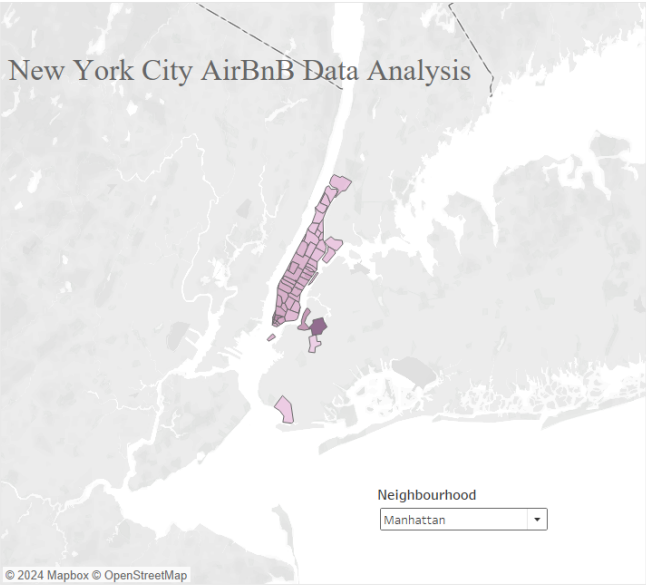 New York City AirBnB Data Analysis
Neighbourhood
Manhattan
© 2024 Mapbox © OpenStreetMap